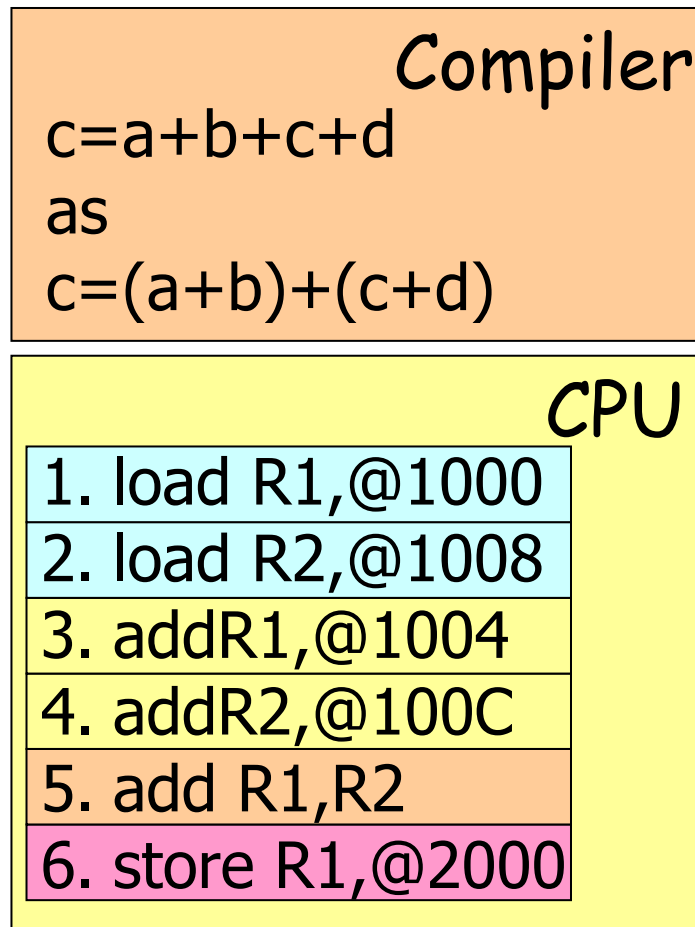 Compiler
c=a+b+c+d
as
c=(a+b)+(c+d)
CPU
1. load R1,@1000
2. load R2,@1008
3. addR1,@1004
4. addR2,@100C
5. add R1,R2
6. store R1,@2000